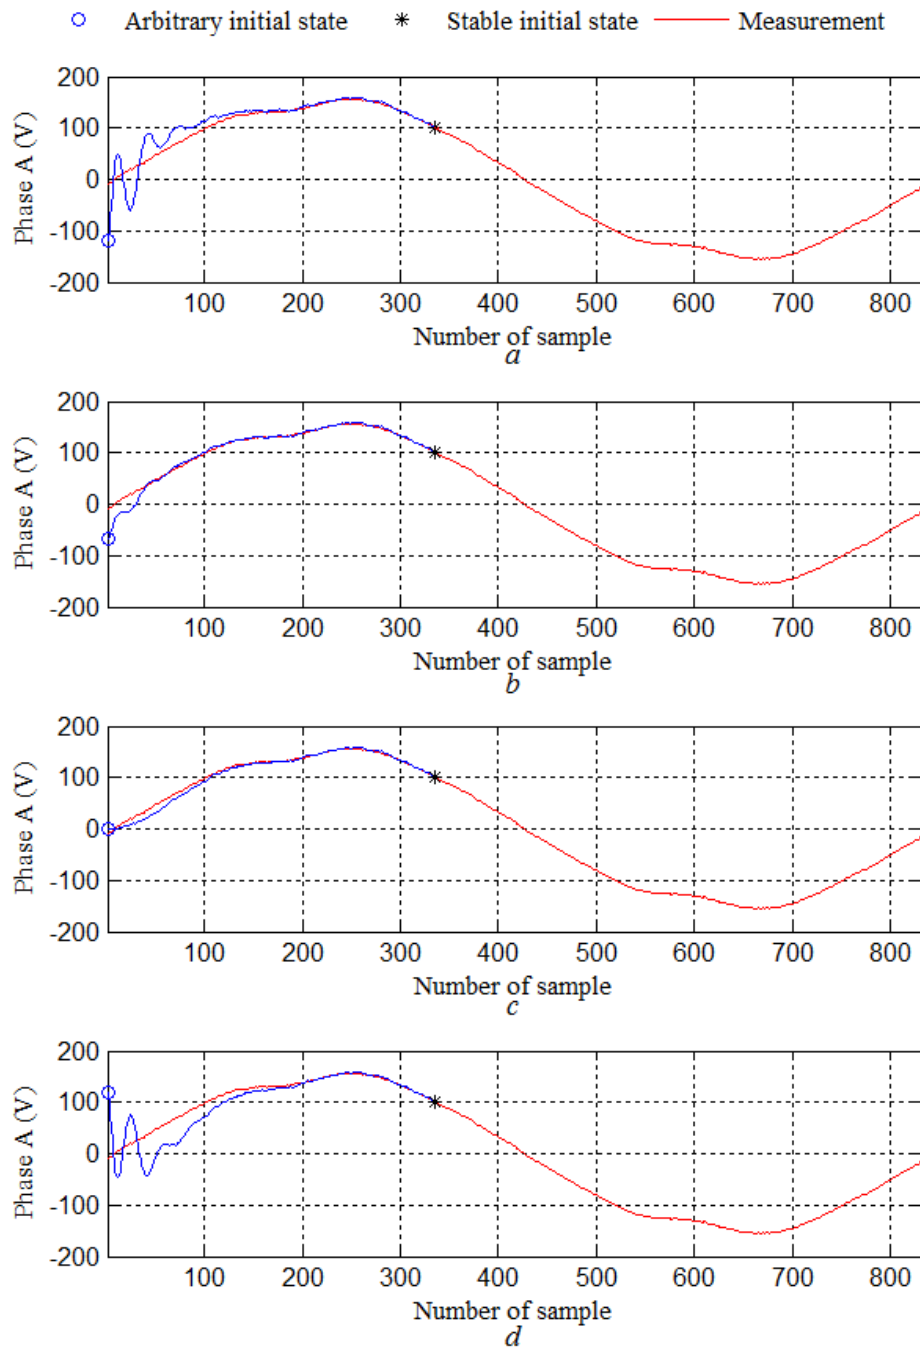 Arbitrary initial state Stable initial state Measurement
200
100
0
-100
-200
Phase A (V)
100 200 300 400 500 600 700 800
Number of sample
a
200
100
0
-100
-200
Phase A (V)
100 200 300 400 500 600 700 800
Number of sample
b
200
100
0
-100
-200
Phase A (V)
100 200 300 400 500 600 700 800
Number of sample
c
200
100
0
-100
-200
Phase A (V)
100 200 300 400 500 600 700 800
Number of sample
d